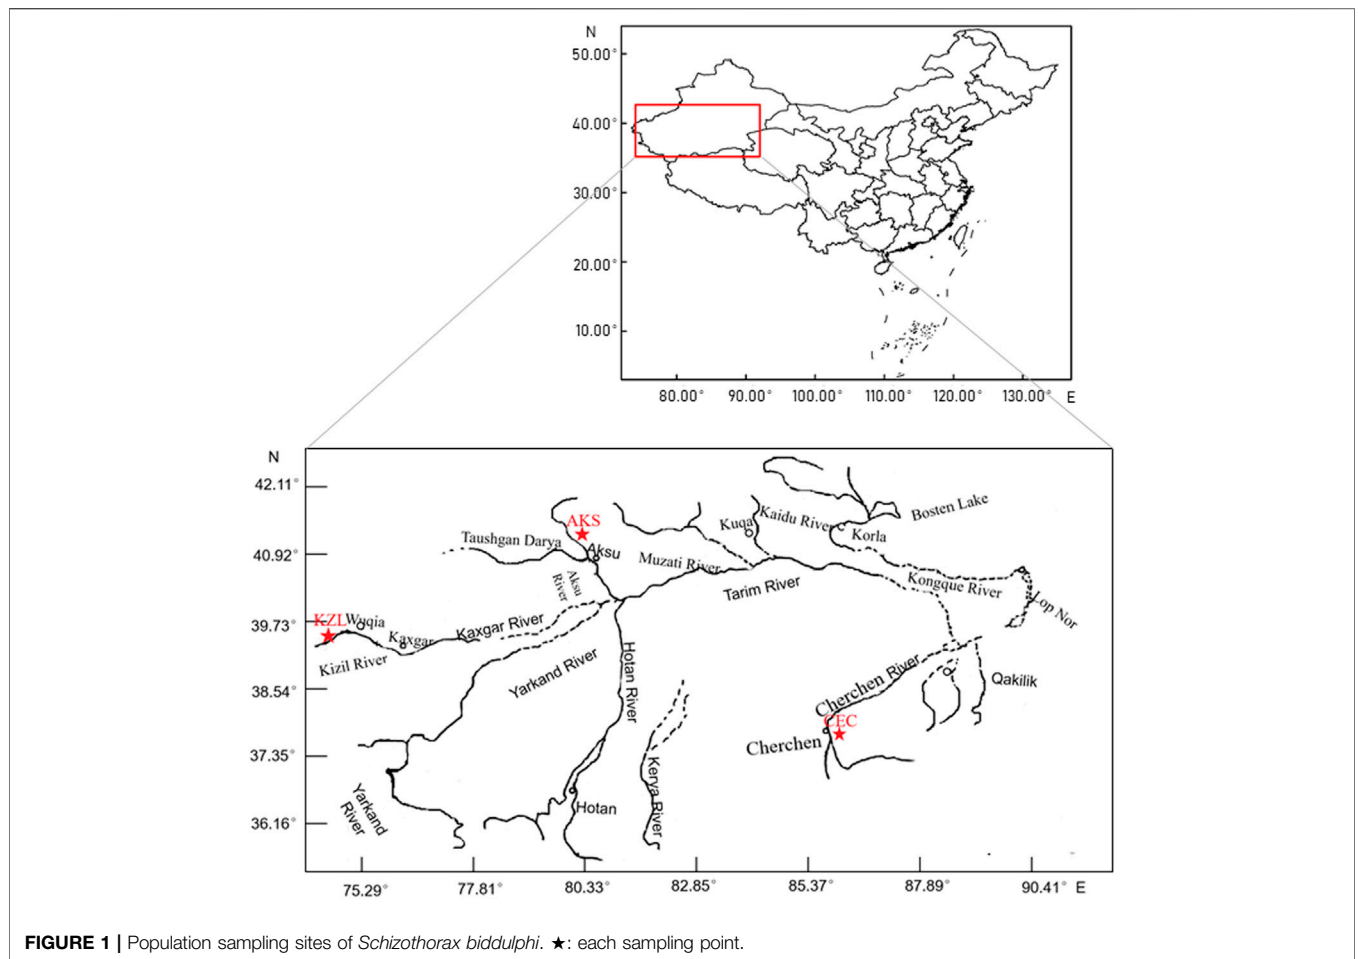 N
50.00°
40.00°
30.00°
20.00°
10.00°
80.00° 90.00° 100.00° 110.00° 120.00° 130.00° E
N
42.11°
40.92°
39.73°
38.54°
37.35°
36.16°
AKS
Taushgan Darya
Aksu
Aksu
River
Muzati River
Kuqa
Kaidu River
Korla
Bosten Lake
Tarim River
Kongque River
Lop Nor
KZL
Wuqia
Kaxgar
Kaxgar River
Kizil River
Yarkand River
Hotan River
Cherchen River
Qakilik
CEC
Cherchen
Yarkand
River
Hotan
Kerya River
75.29° 77.81° 80.33° 82.85° 85.37° 87.89° 90.41° E
FIGURE 1 | Population sampling sites of Schizothorax biddulphi. ★: each sampling point.